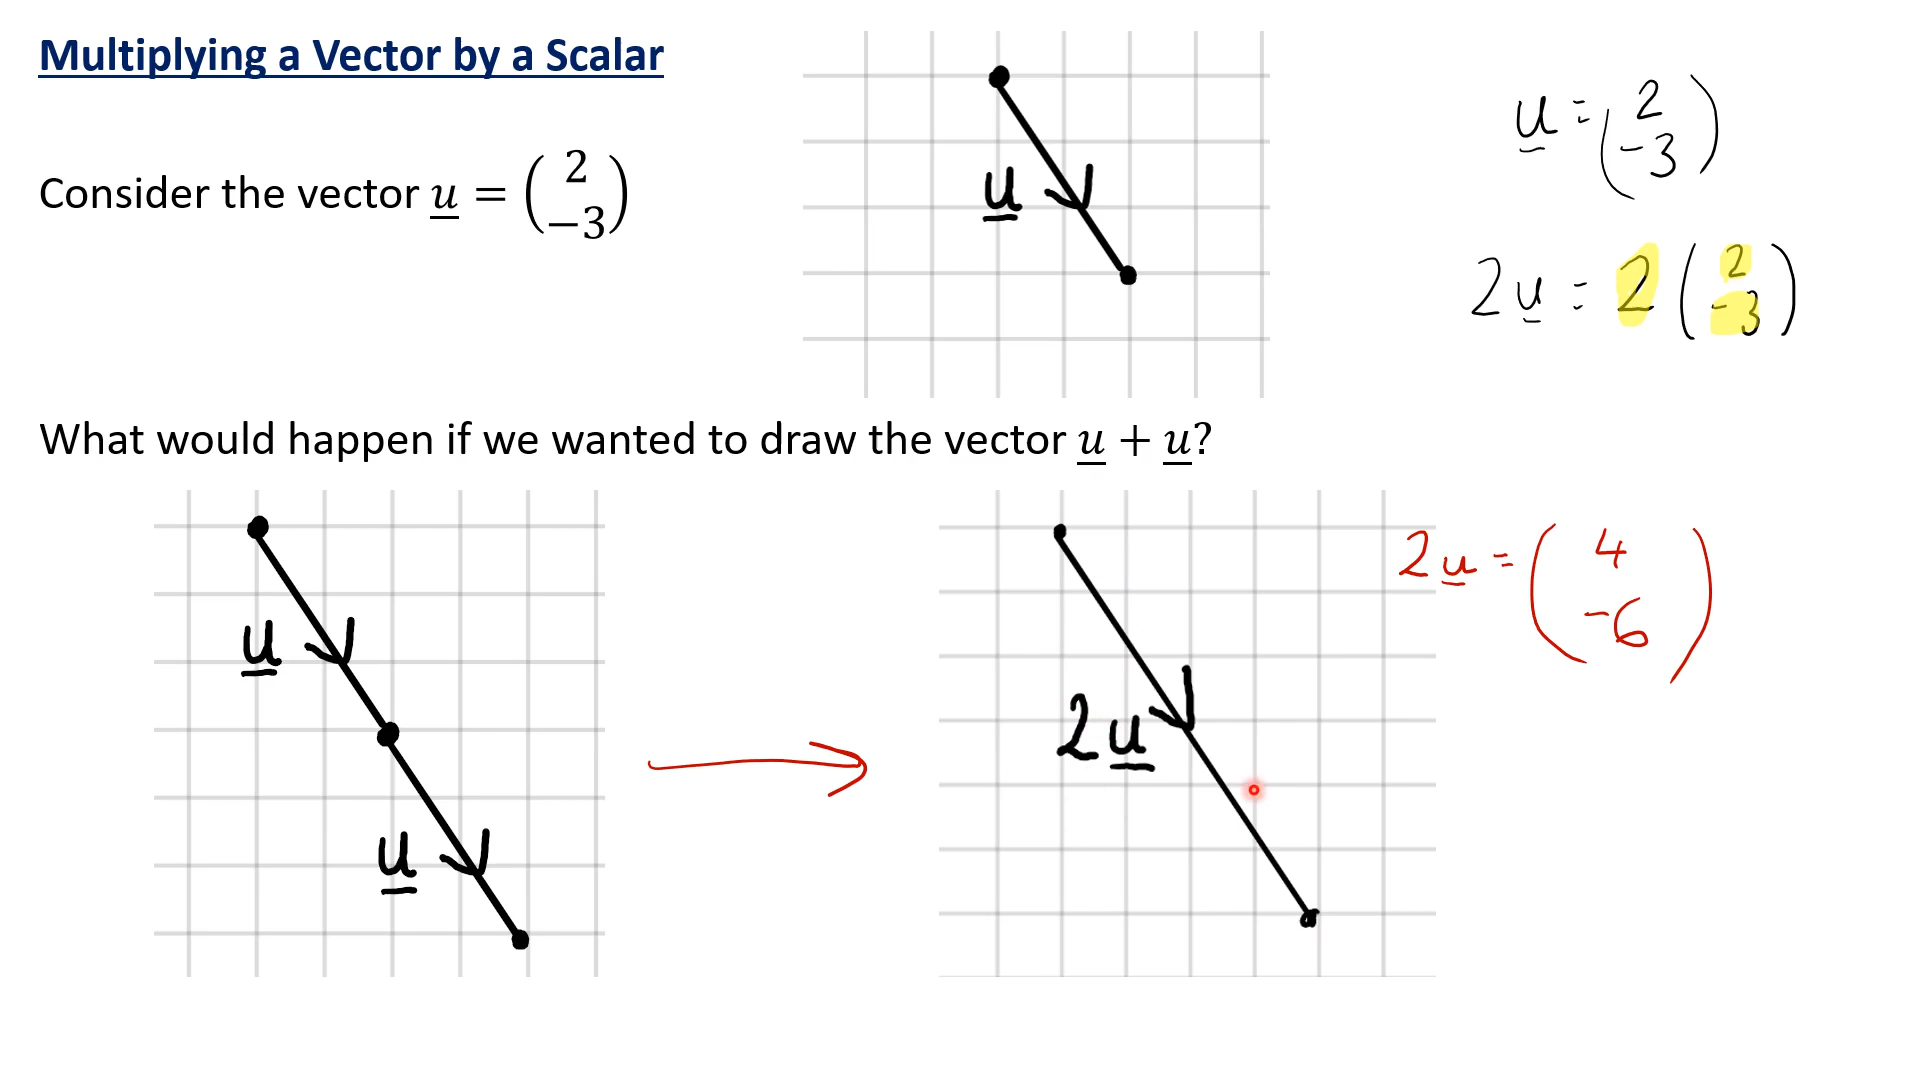 Multiplying a Vector by a Scalar
Consider the vector u = (2
-3)
u
u = (2
-3)
2u = 2(2
-3)
What would happen if we wanted to draw the vector u + u?
u
u
2u
2u = (4
-6)